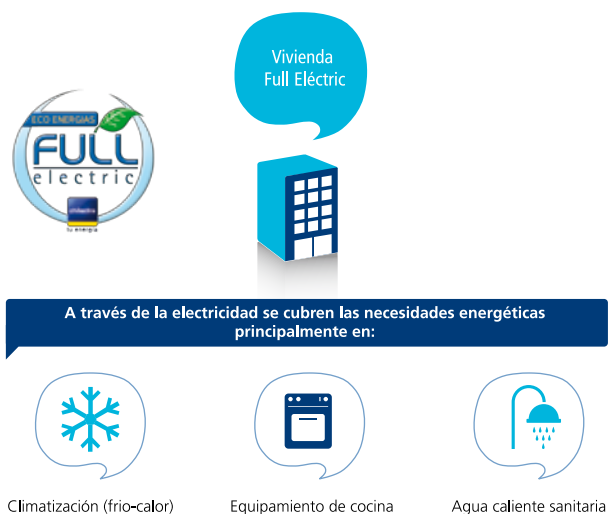 Vivienda
Full Eléctric
ECO ENERGIAS
FULL
electric
chilectra
tu energía
A través de la electricidad se cubren las necesidades energéticas
principalmente en:
Climatización (frio-calor)
Equipamiento de cocina
Agua caliente sanitaria